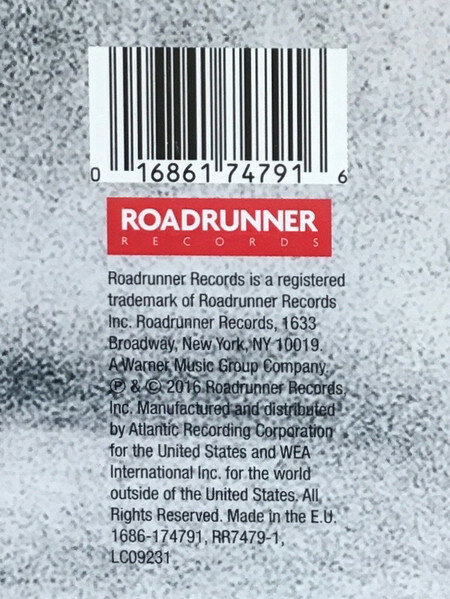 0 16861 74791 6
ROADRUNNER
RECORDS
Roadrunner Records is a registered
trademark of Roadrunner Records
Inc. Roadrunner Records, 1633
Broadway, New York, NY 10019.
A Warner Music Group Company
℗ & © 2016 Roadrunner Records,
Inc. Manufactured and distributed
by Atlantic Recording Corporation
for the United States and WEA
International Inc. for the world
outside of the United States. All
Rights Reserved. Made in the E.U.
1686-174791, RR7479-1,
LC09231